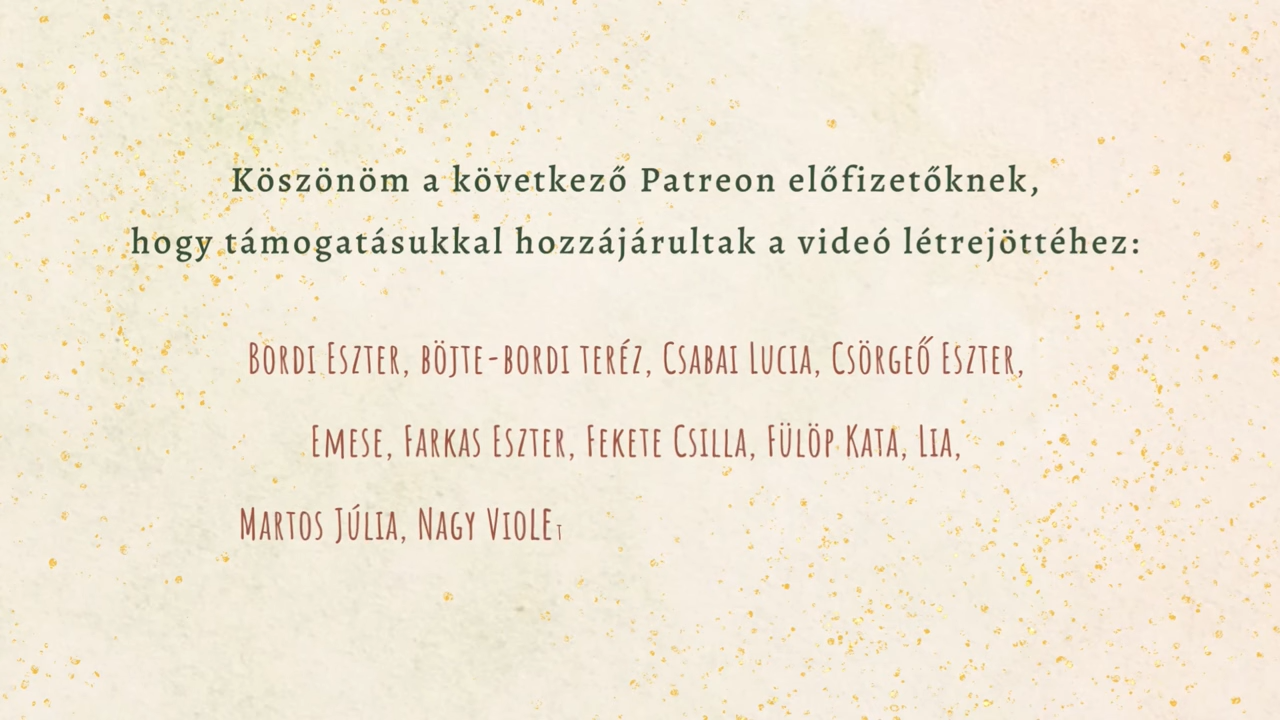 Köszönöm a következő Patreon előfizetőknek,
hogy támogatásukkal hozzájárultak a videó létrejöttéhez:
Bordi Eszter, böjte-bordi teréz, Csabai Lucia, Csörgeő Eszter,
Emese, Farkas Eszter, Fekete Csilla, Fülöp Kata, Lia,
Martos Júlia, Nagy Violet